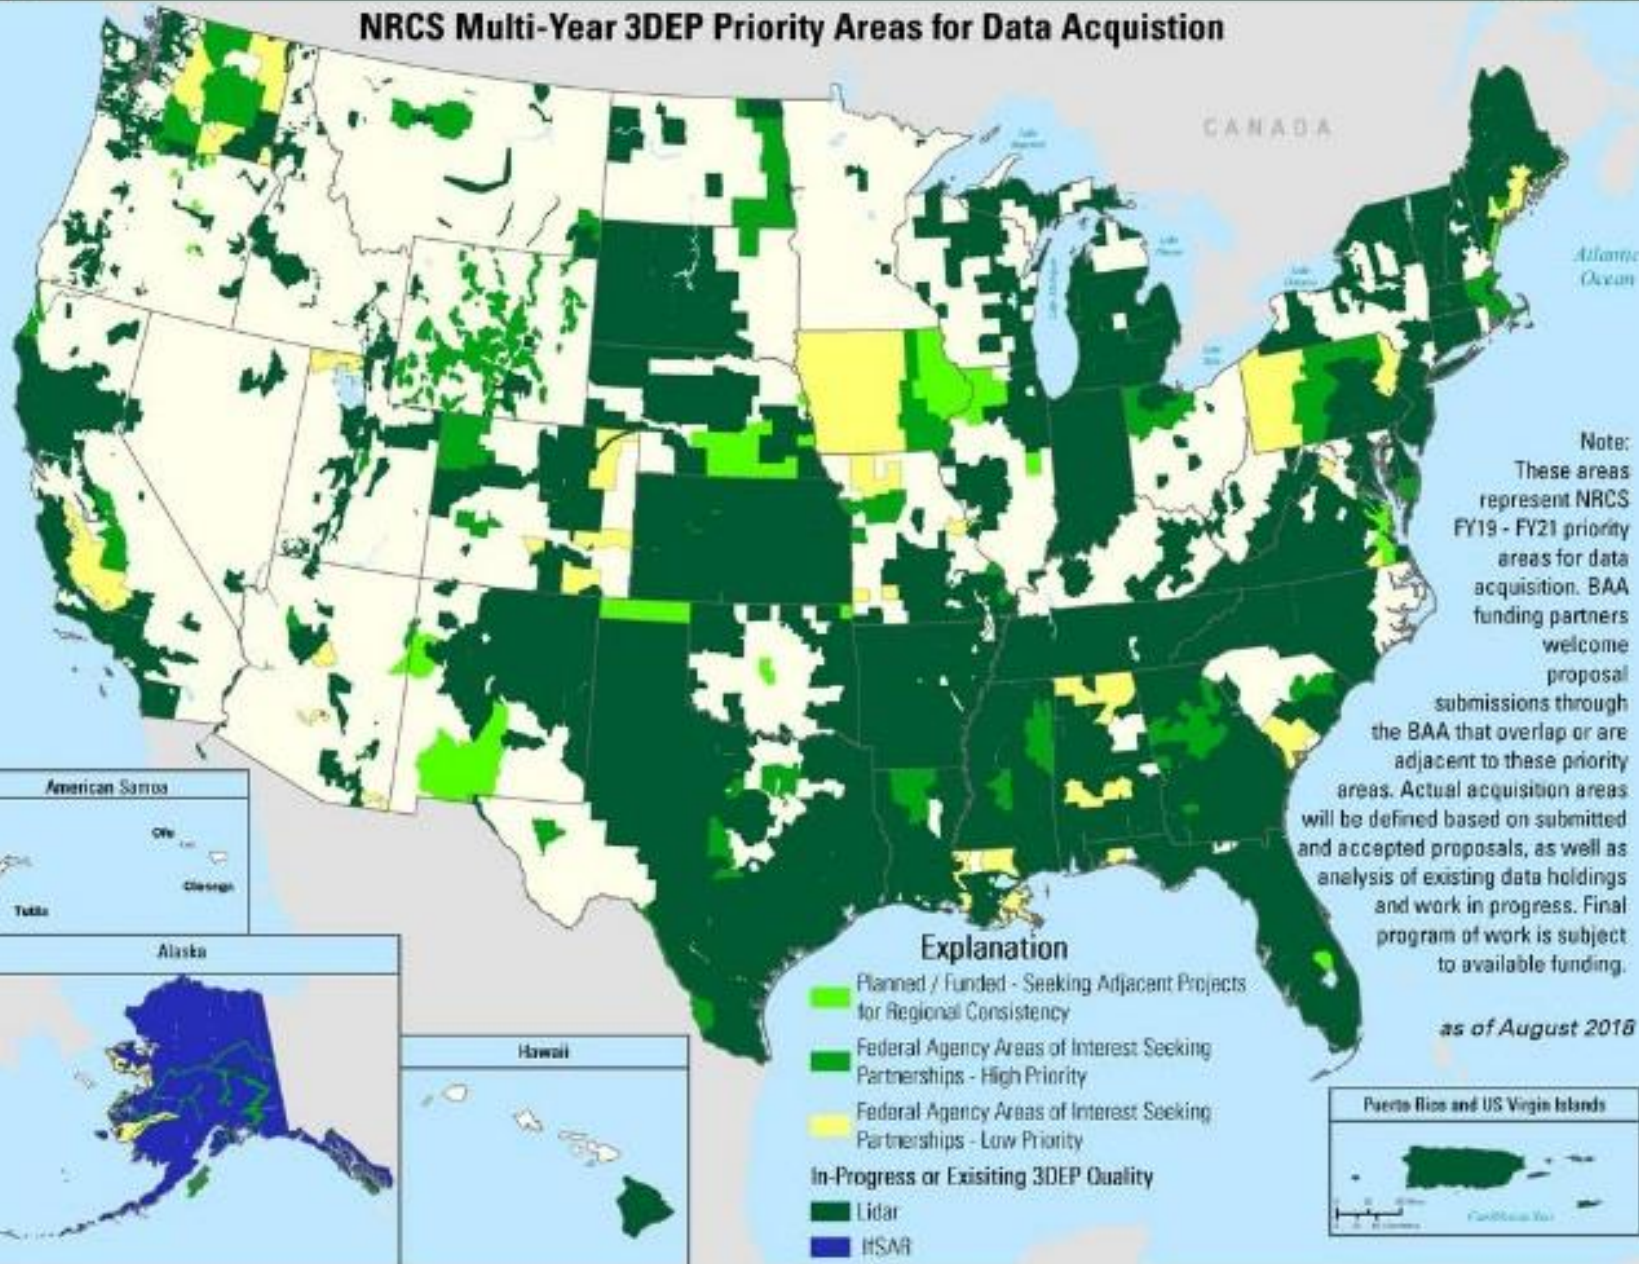 NRCS Multi-Year 3DEP Priority Areas for Data Acquistion
CANADA
Atlantic
Ocean
Note:
These areas
represent NRCS
FY19 - FY21 priority
areas for data
acquisition. BAA
funding partners
welcome
proposal
submissions through
the BAA that overlap or are
adjacent to these priority
areas. Actual acquisition areas
will be defined based on submitted
and accepted proposals, as well as
analysis of existing data holdings
and work in progress. Final
program of work is subject
to available funding.
as of August 2018
American Samoa
Ofu
Olosega
Tutila
Alaska
Hawaii
Explanation
Planned / Funded - Seeking Adjacent Projects
for Regional Consistency
Federal Agency Areas of Interest Seeking
Partnerships - High Priority
Federal Agency Areas of Interest Seeking
Partnerships - Low Priority
In-Progress or Exisiting 3DEP Quality
Lidar
IfSAR
Puerto Rico and US Virgin Islands
Caribbean Sea